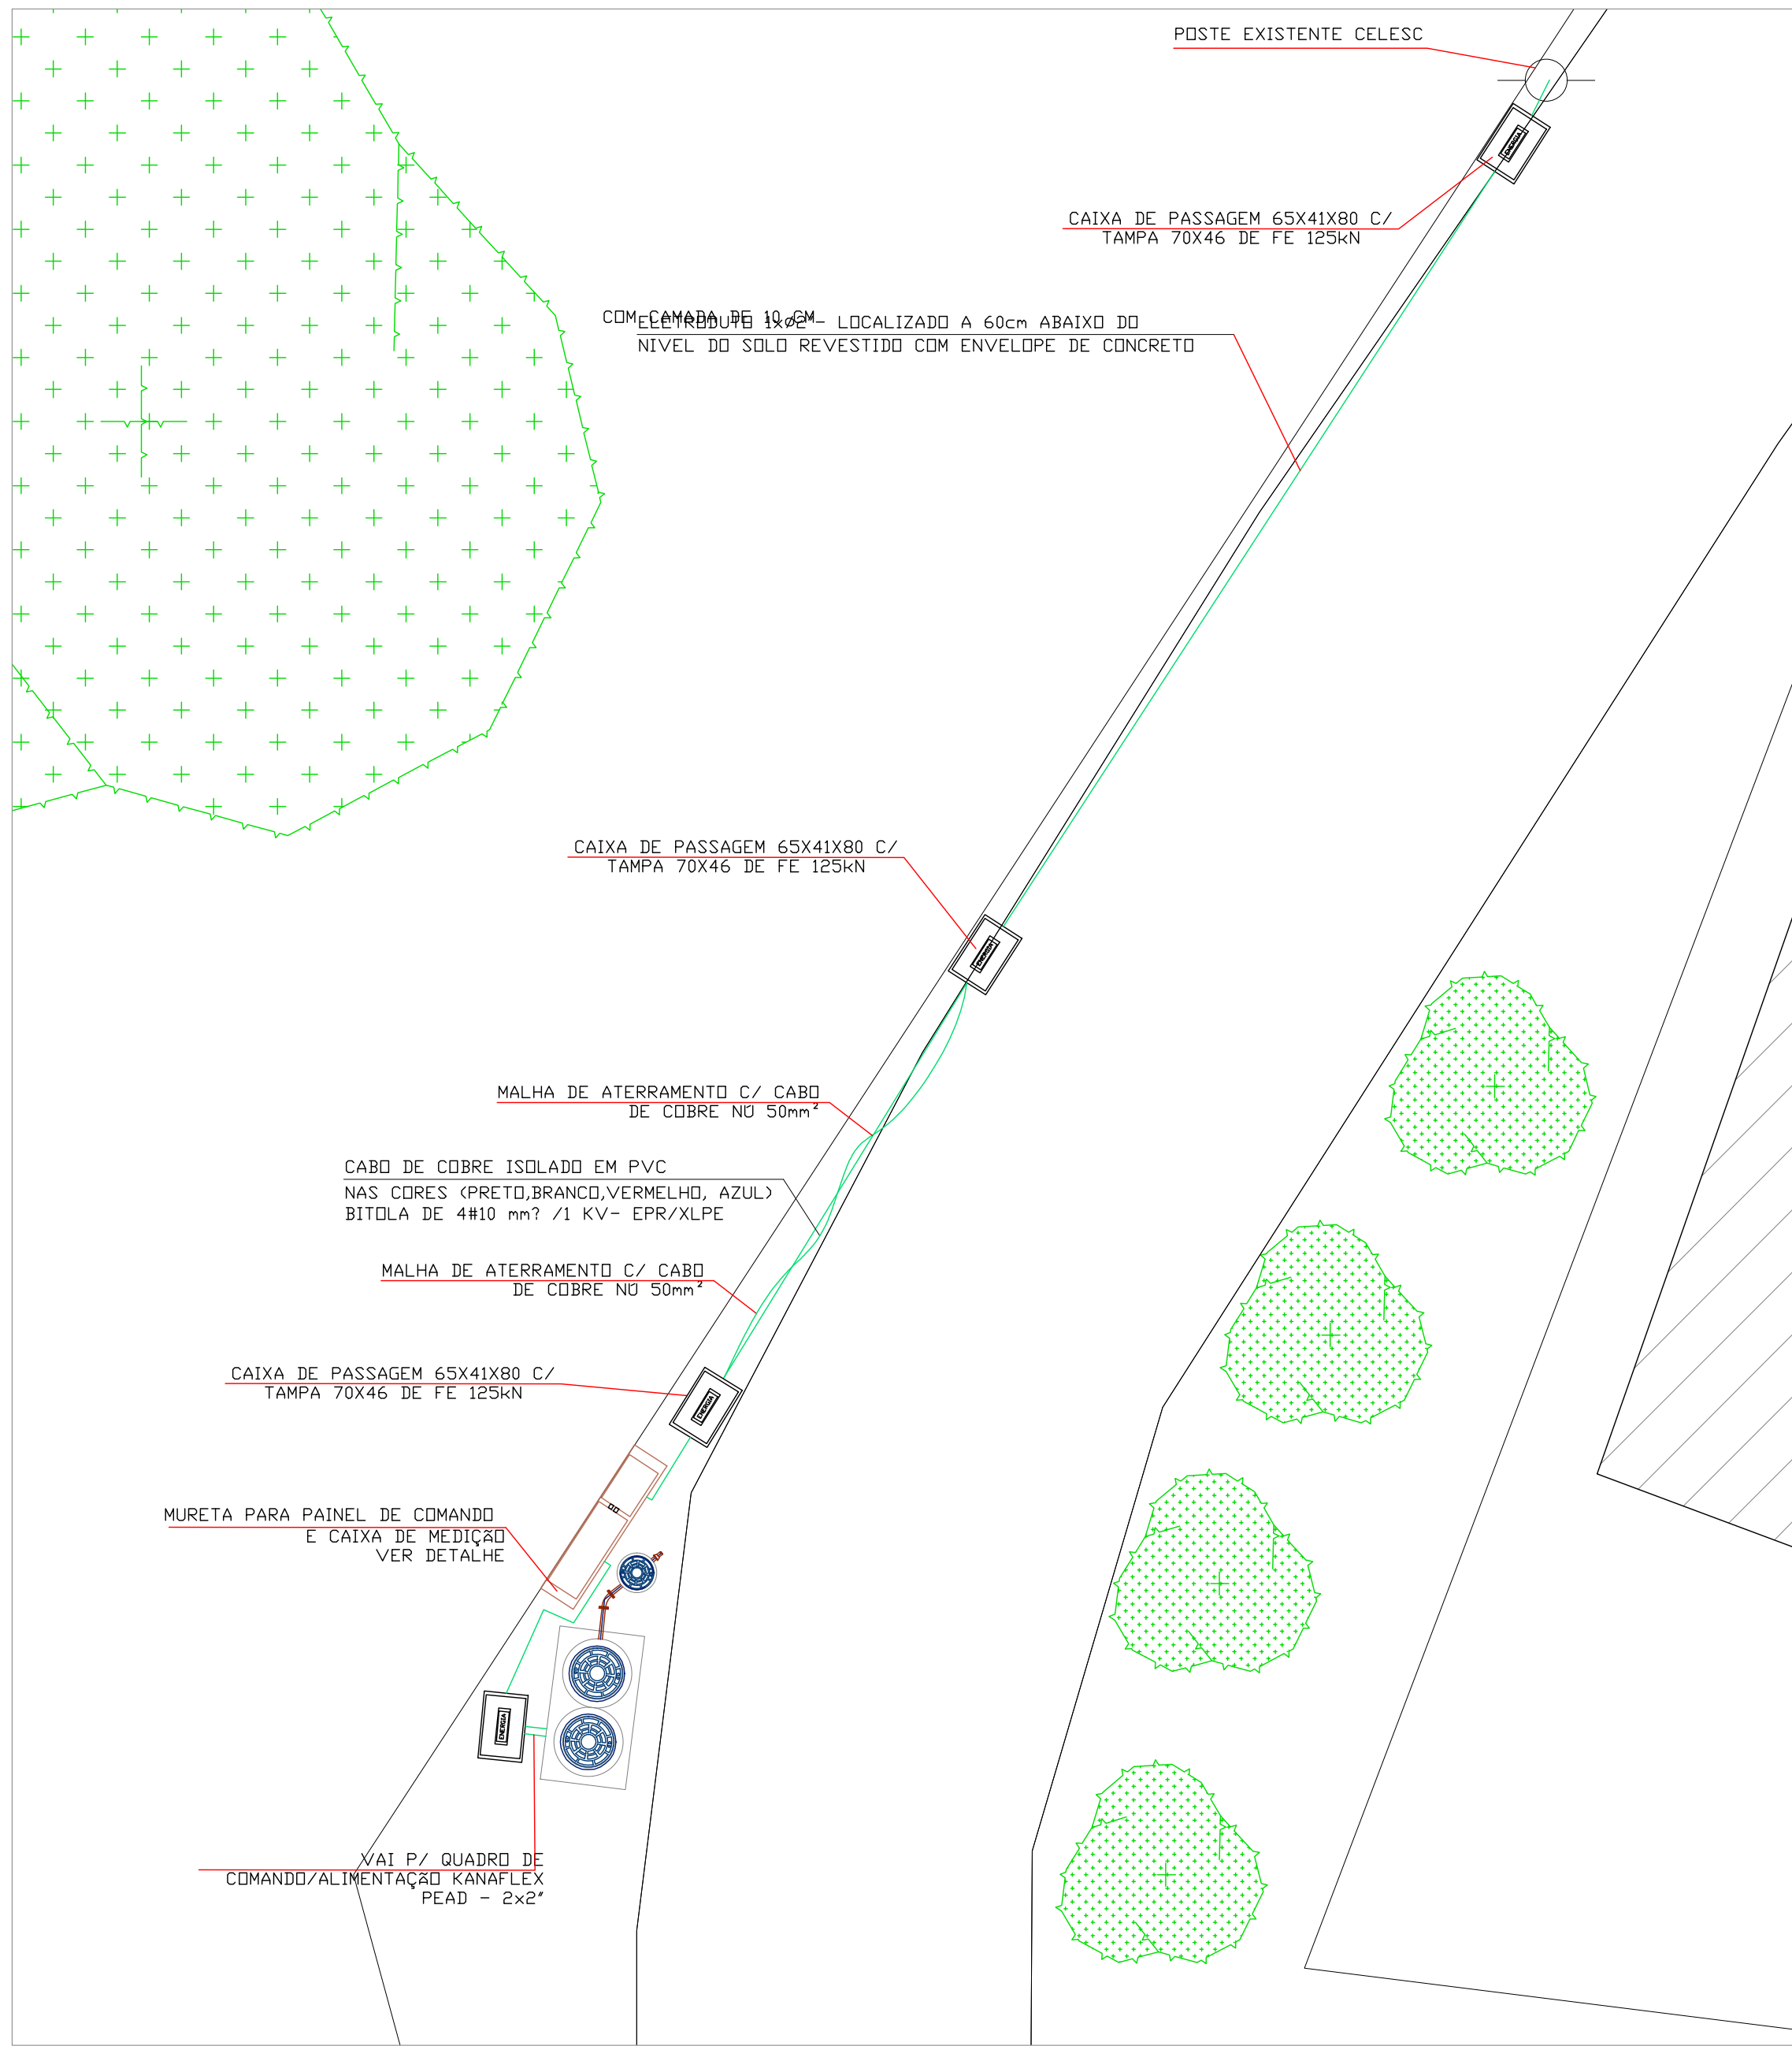 POSTE EXISTENTE CELESC
ENERGIA
CAIXA DE PASSAGEM 65X41X80 C/
TAMPA 70X46 DE FE 125kN
COM CAMADA DE 10 CM
ELETRODUTO 1xø2"- LOCALIZADO A 60cm ABAIXO DO
NIVEL DO SOLO REVESTIDO COM ENVELOPE DE CONCRETO
CAIXA DE PASSAGEM 65X41X80 C/
TAMPA 70X46 DE FE 125kN
ENERGIA
MALHA DE ATERRAMENTO C/ CABO
DE COBRE NÚ 50mm²
CABO DE COBRE ISOLADO EM PVC
NAS CORES (PRETO,BRANCO,VERMELHO, AZUL)
BITOLA DE 4#10 mm? /1 KV- EPR/XLPE
MALHA DE ATERRAMENTO C/ CABO
DE COBRE NÚ 50mm²
CAIXA DE PASSAGEM 65X41X80 C/
TAMPA 70X46 DE FE 125kN
ENERGIA
MURETA PARA PAINEL DE COMANDO
E CAIXA DE MEDIÇÃO
VER DETALHE
ENERGIA
VAI P/ QUADRO DE
COMANDO/ALIMENTAÇÃO KANAFLEX
PEAD - 2x2"